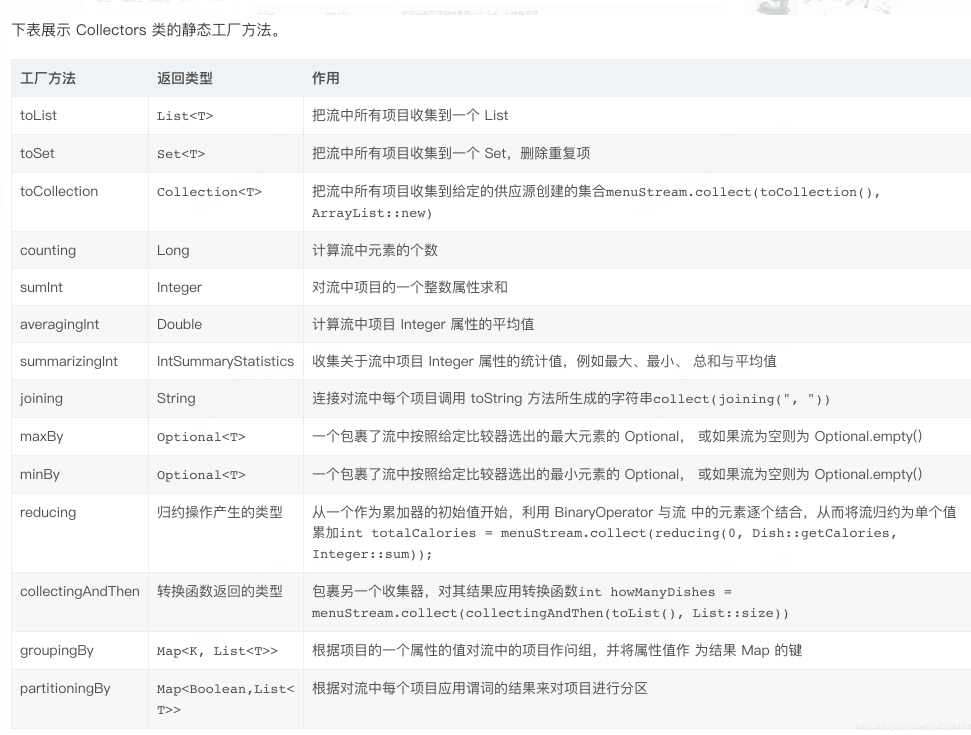 下表展示 Collectors 类的静态工厂方法。
工厂方法 返回类型 作用
toList List<T> 把流中所有项目收集到一个 List
toSet Set<T> 把流中所有项目收集到一个 Set，删除重复项
toCollection Collection<T> 把流中所有项目收集到给定的供应源创建的集合menuStream.collect(toCollection(),
ArrayList::new)
counting Long 计算流中元素的个数
sumInt Integer 对流中项目的一个整数属性求和
averagingInt Double 计算流中项目 Integer 属性的平均值
summarizingInt IntSummaryStatistics 收集关于流中项目 Integer 属性的统计值，例如最大、最小、 总和与平均值
joining String 连接对流中每个项目调用 toString 方法所生成的字符串collect(joining(", "))
maxBy Optional<T> 一个包裹了流中按照给定比较器选出的最大元素的 Optional， 或如果流为空则为 Optional.empty()
minBy Optional<T> 一个包裹了流中按照给定比较器选出的最小元素的 Optional， 或如果流为空则为 Optional.empty()
reducing 归约操作产生的类型 从一个作为累加器的初始值开始，利用 BinaryOperator 与流 中的元素逐个结合，从而将流归约为单个值
累加int totalCalories = menuStream.collect(reducing(0, Dish::getCalories,
Integer::sum));
collectingAndThen 转换函数返回的类型 包裹另一个收集器，对其结果应用转换函数int howManyDishes =
menuStream.collect(collectingAndThen(toList(), List::size))
groupingBy Map<K, List<T>> 根据项目的一个属性的值对流中的项目作问组，并将属性值作 为结果 Map 的键
partitioningBy Map<Boolean,List< 根据对流中每个项目应用谓词的结果来对项目进行分区
T>>